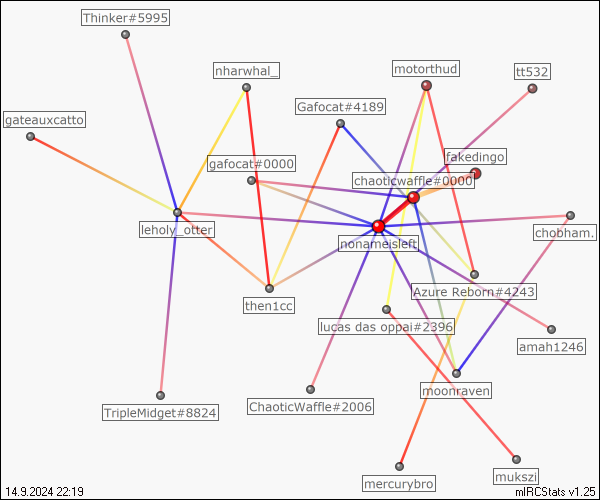 Thinker#5995
nharwhal_
motorthud
tt532
Gafocat#4189
gateauxcatto
fakedingo
gafocat#0000
chaoticwaffle#0000
leholy_otter
chobham.
nonameisleft
Azure Reborn#4243
then1cc
lucas das oppai#2396
amah1246
moonraven
ChaoticWaffle#2006
TripleMidget#8824
mercurybro
mukszi
14.9.2024 22:19
mIRCStats v1.25